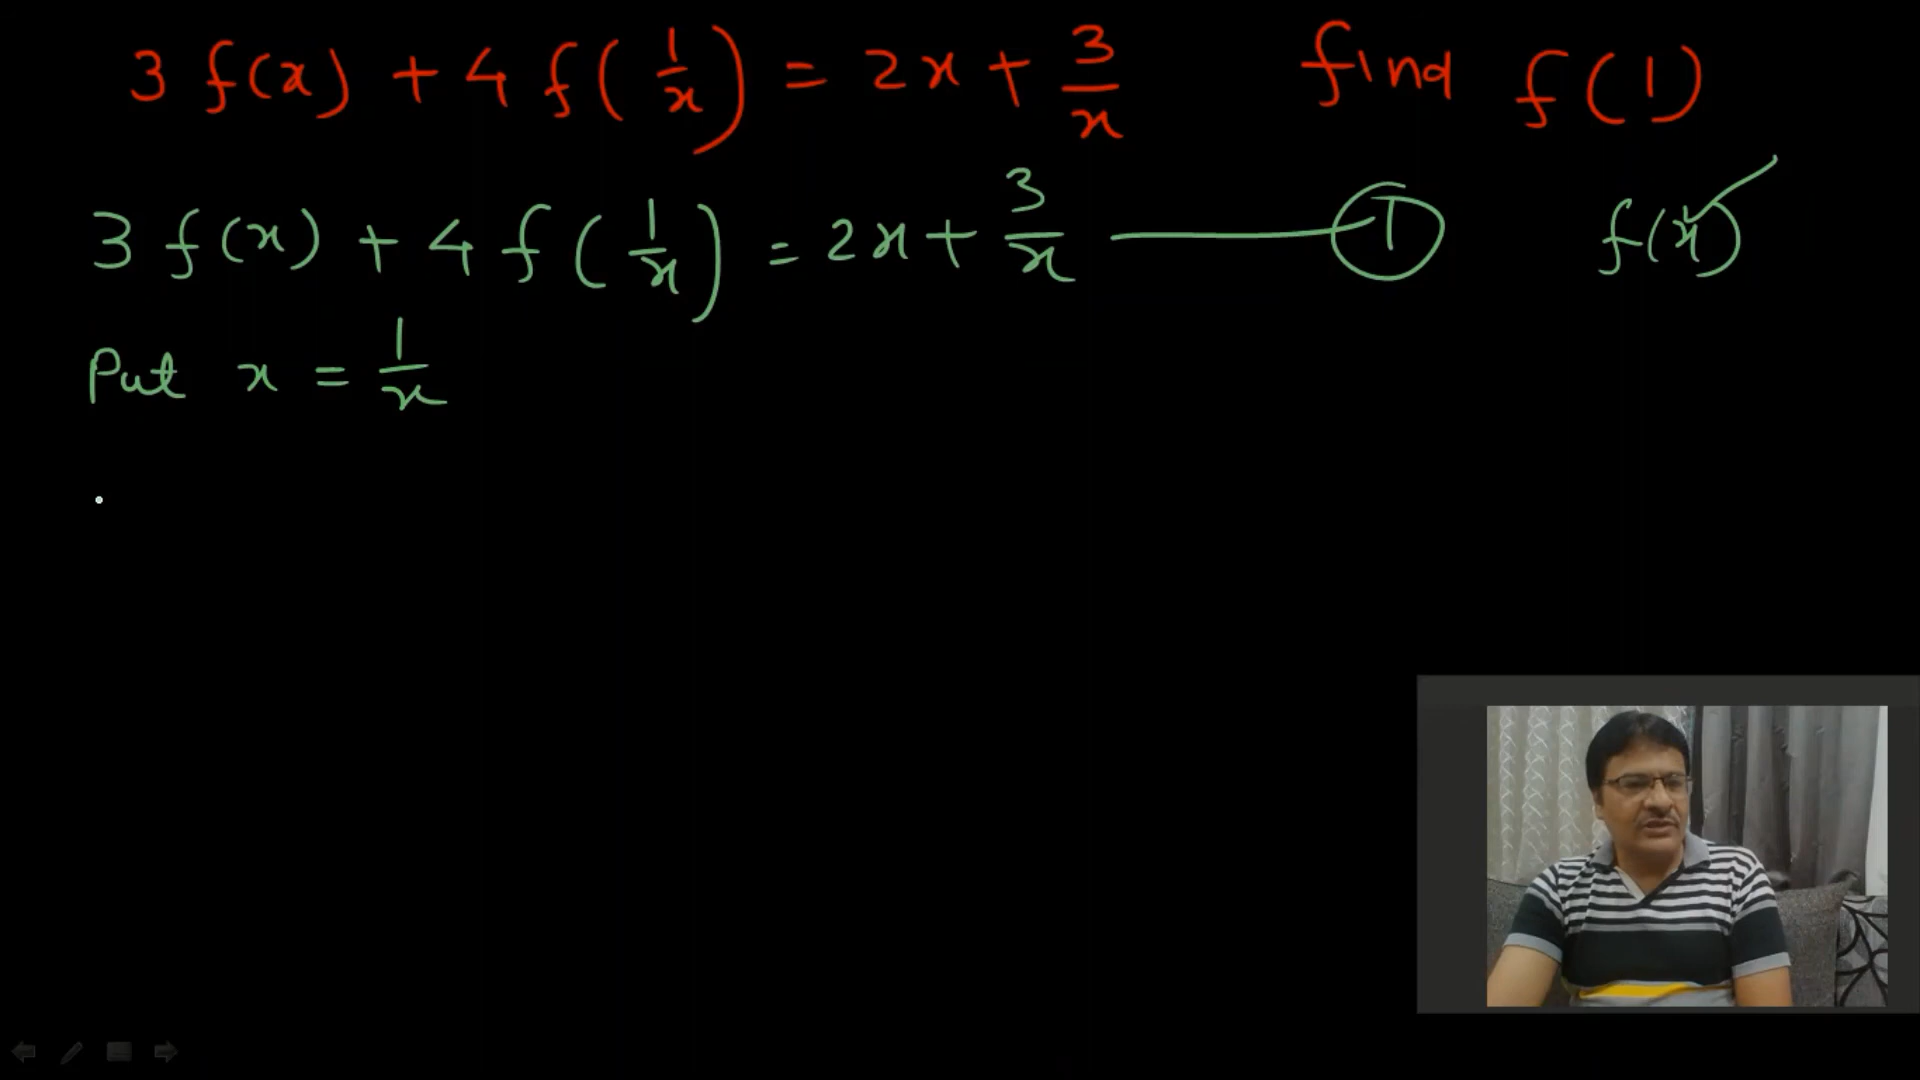 3 f(x) + 4 f(1/x) = 2x + 3/x find f(1)
3 f(x) + 4 f(1/x) = 2x + 3/x ——— 1 f(x)
Put x = 1/x